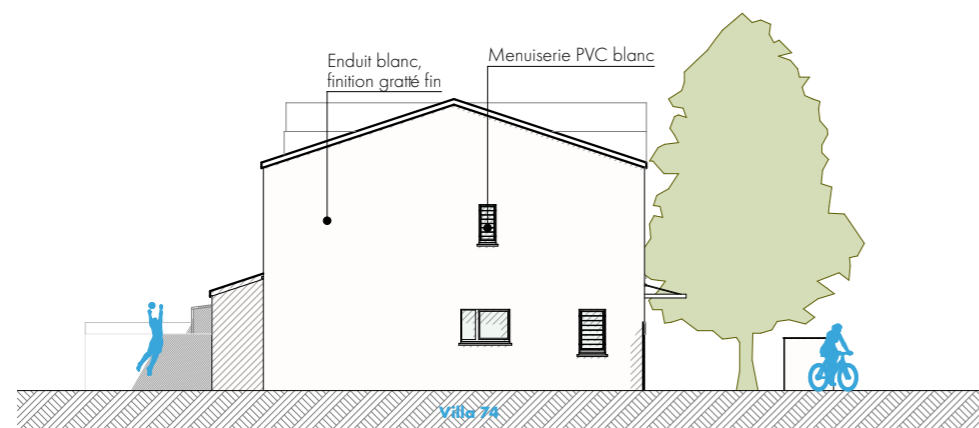 Enduit blanc,
finition gratté fin
Menuiserie PVC blanc
Villa 74